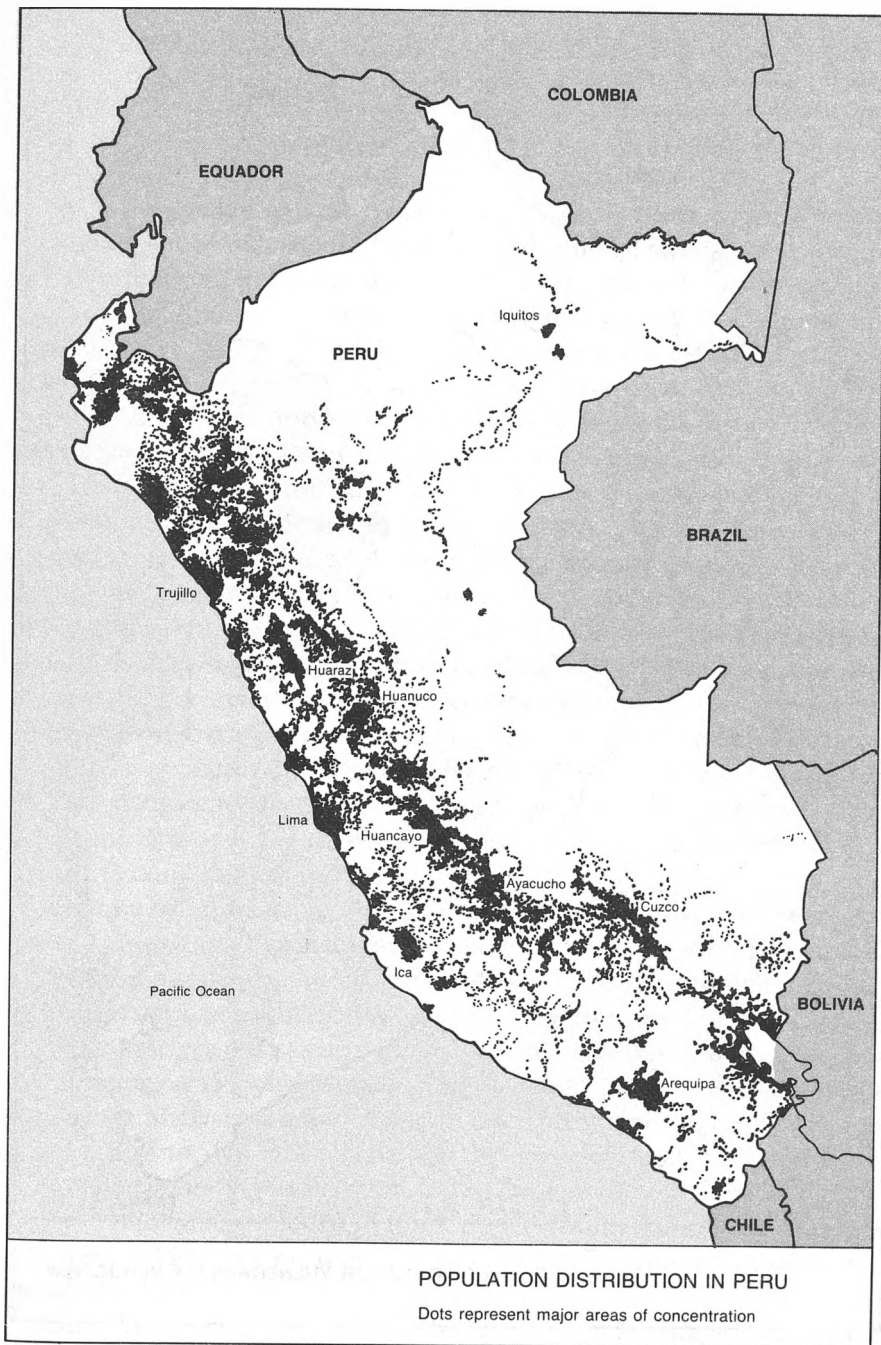 COLOMBIA
EQUADOR
Iquitos
PERU
BRAZIL
Trujillo
Huaraz
Huanuco
Lima
Huancayo
Ayacucho
Cuzco
Ica
Pacific Ocean
BOLIVIA
Arequipa
CHILE
POPULATION DISTRIBUTION IN PERU
Dots represent major areas of concentration